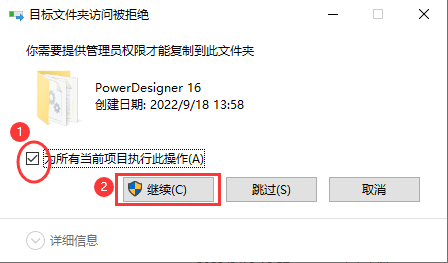 目标文件夹访问被拒绝
你需要提供管理员权限才能复制到此文件夹
PowerDesigner 16
创建日期: 2022/9/18 13:58
1
为所有当前项目执行此操作(A)
2 继续(C) 跳过(S) 取消
详细信息